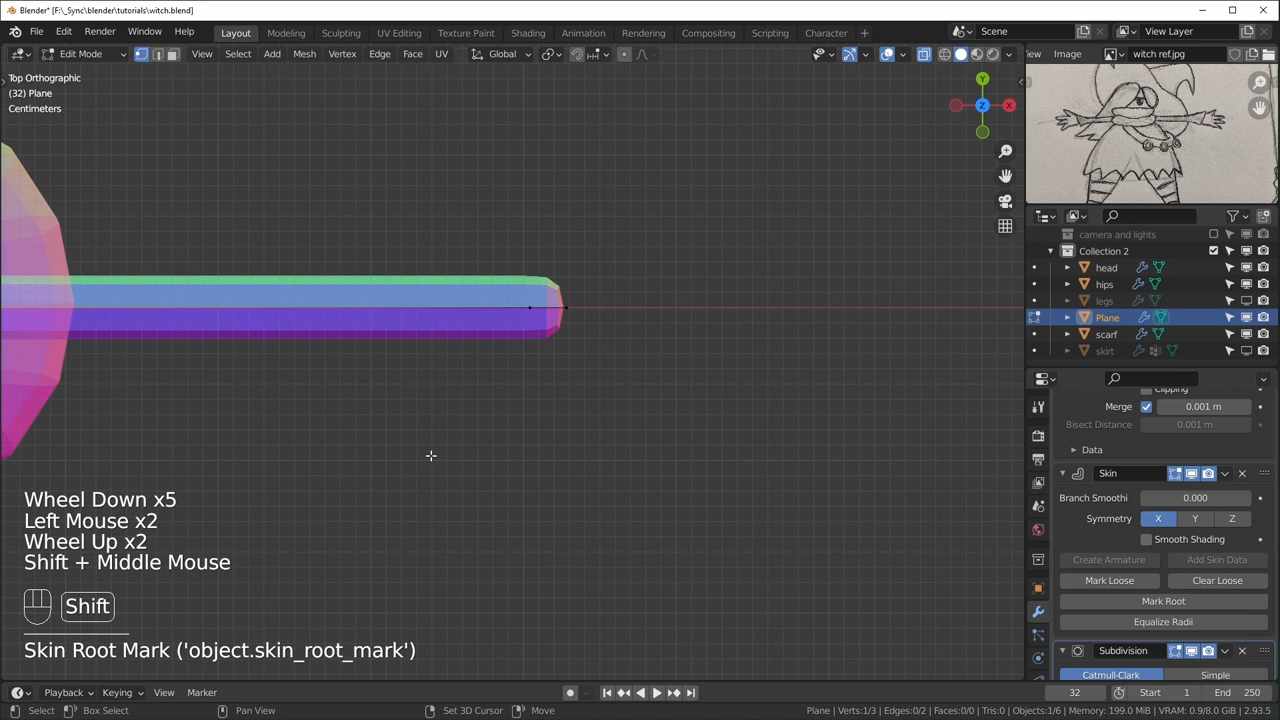 Blender* [F:\_Sync\blender\tutorials\witch.blend]
File Edit Render Window Help Layout Modeling Sculpting UV Editing Texture Paint Shading Animation Rendering Compositing Scripting Character + Scene View Layer
Edit Mode View Select Add Mesh Vertex Edge Face UV Global iew Image witch ref.jpg
Top Orthographic
(32) Plane
Centimeters
Y
Z
X
camera and lights
Collection 2
head
hips
legs
Plane
scarf
skirt
Clipping
Merge 0.001 m
Bisect Distance 0.001 m
Data
Skin
Branch Smoothi 0.000
Symmetry X Y Z
Smooth Shading
Create Armature Add Skin Data
Mark Loose Clear Loose
Mark Root
Equalize Radii
Subdivision
Catmull-Clark Simple
Wheel Down x5
Left Mouse x2
Wheel Up x2
Shift + Middle Mouse
Shift
Skin Root Mark ('object.skin_root_mark')
Playback Keying View Marker 32 Start 1 End 250
Select Box Select Pan View Set 3D Cursor Move Plane | Verts:1/3 | Edges:0/2 | Faces:0/0 | Tris:0 | Objects:1/6 | Memory: 199.0 MiB | VRAM: 0.9/8.0 GiB | 2.93.5